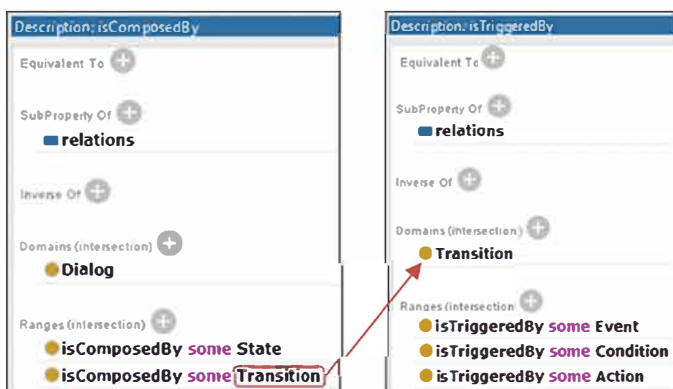 Description: isComposedBy
Equivalent To
SubProperty Of
relations
Inverse Of
Domains (intersection)
Dialog
Ranges (intersection)
isComposedBy some State
isComposedBy some Transition
Description: isTriggeredBy
Equivalent To
SubProperty Of
relations
Inverse Of
Domains (intersection)
Transition
Ranges (intersection)
isTriggeredBy some Event
isTriggeredBy some Condition
isTriggeredBy some Action